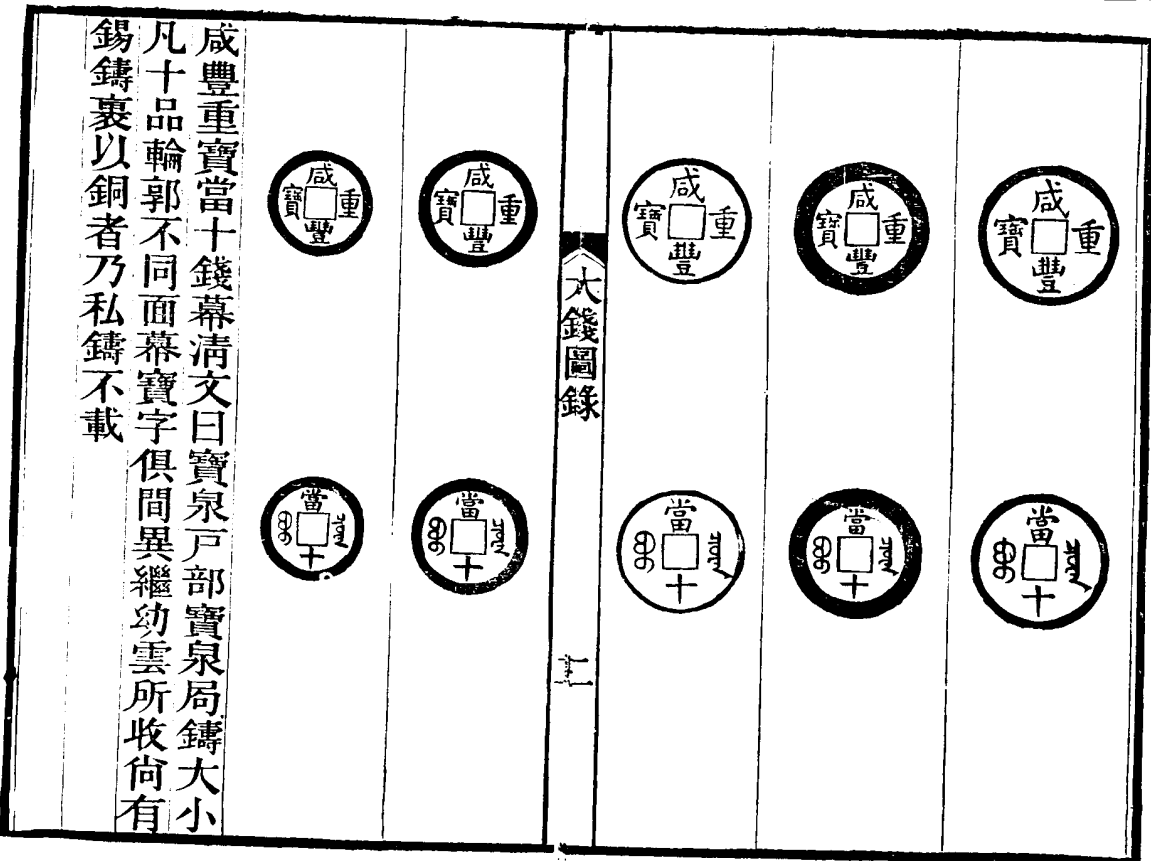 咸豐重寶
當十
咸豐重寶
當十
咸豐重寶
當十
大錢圖錄
咸豐重寶
當十
咸豐重寶
當十
咸豐重寶當十錢幕清文曰寶泉戸部寶泉局鑄大小
凡十品輪郭不同面幕寶字俱間異繼幼雲所收尙有
錫鑄裹以銅者乃私鑄不載